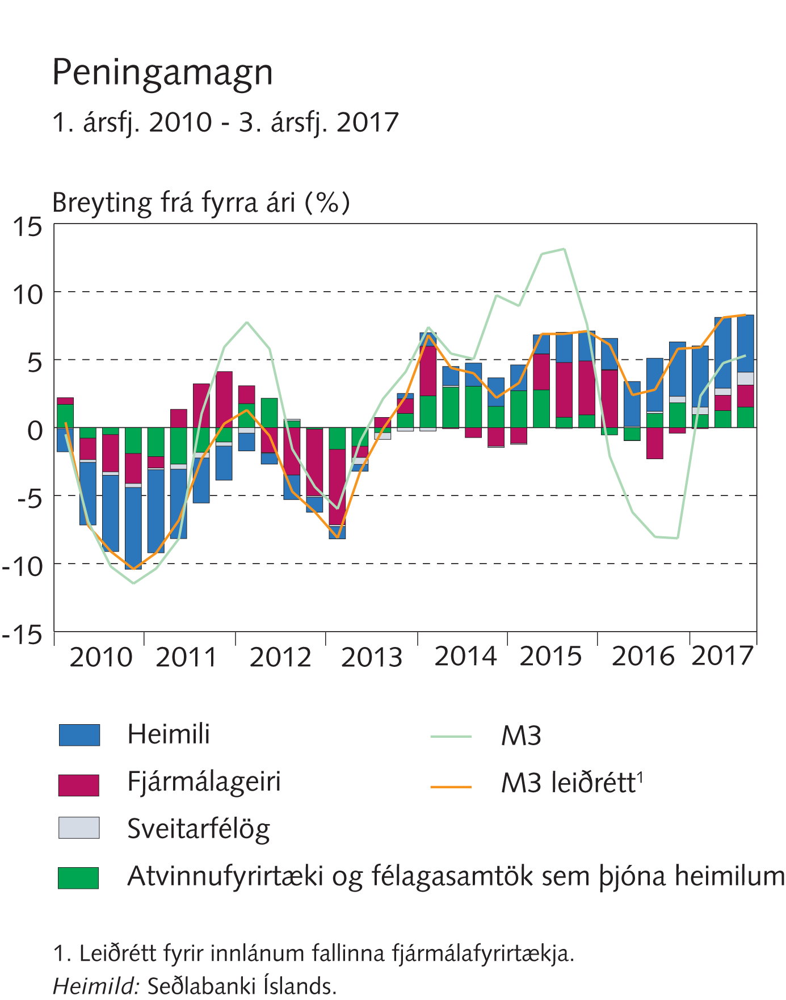 Peningamagn
1. ársfj. 2010 - 3. ársfj. 2017
Breyting frá fyrra ári (%)
15
10
5
0
-5
-10
-15
2010 2011 2012 2013 2014 2015 2016 2017
Heimili
Fjármálageiri
Sveitarfélög
Atvinnufyrirtæki og félagasamtök sem þjóna heimilum
M3
M3 leiðrétt¹
1. Leiðrétt fyrir innlánum fallinna fjármálafyrirtækja.
Heimild: Seðlabanki Íslands.